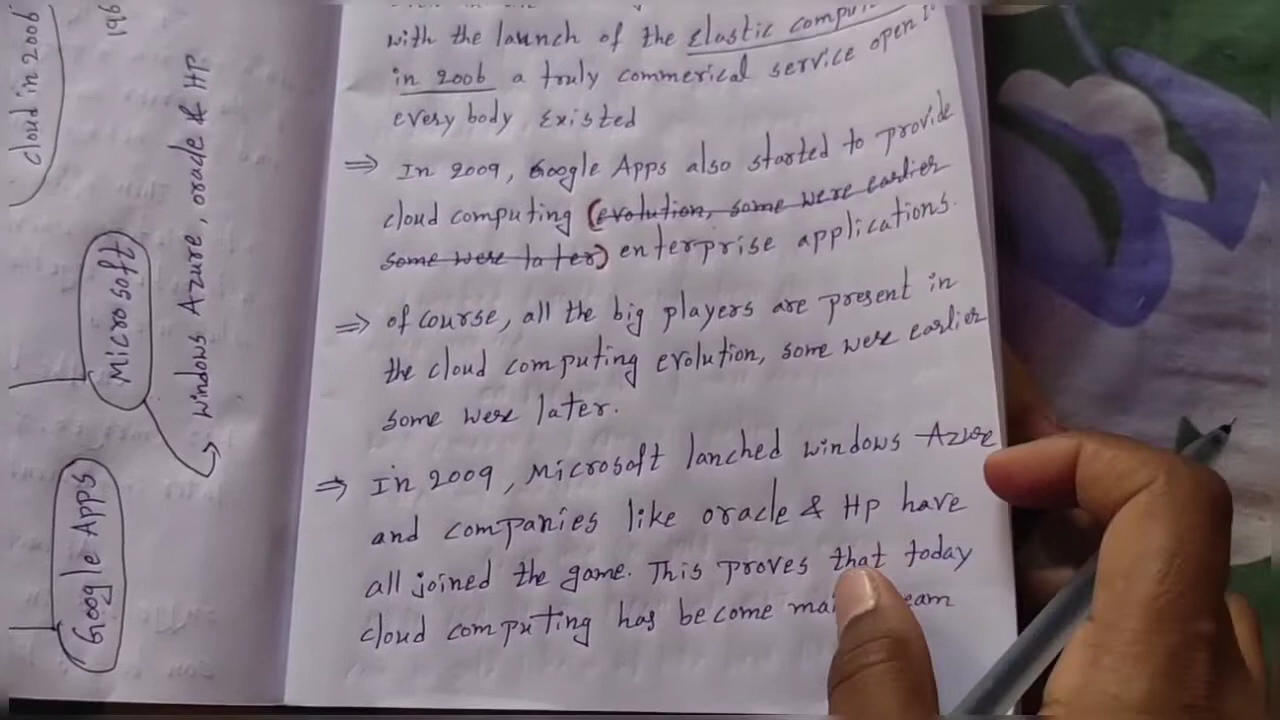 with the launch of the Elastic
in 2006 a truly commerical service open
every body Existed
⇒ In 2009, Google Apps also started to provide
cloud computing (evolution, some were earlier
some were later) enterprise applications.
⇒ of course, all the big players are present in
the cloud computing evolution, some were earlier
some were later.
⇒ In 2009, Microsoft lanched windows Azure
and companies like oracle & Hp have
all joined the game. This proves that today
cloud computing has become
cloud in 2006
196
Microsoft
windows Azure, oracle & HP
Google Apps